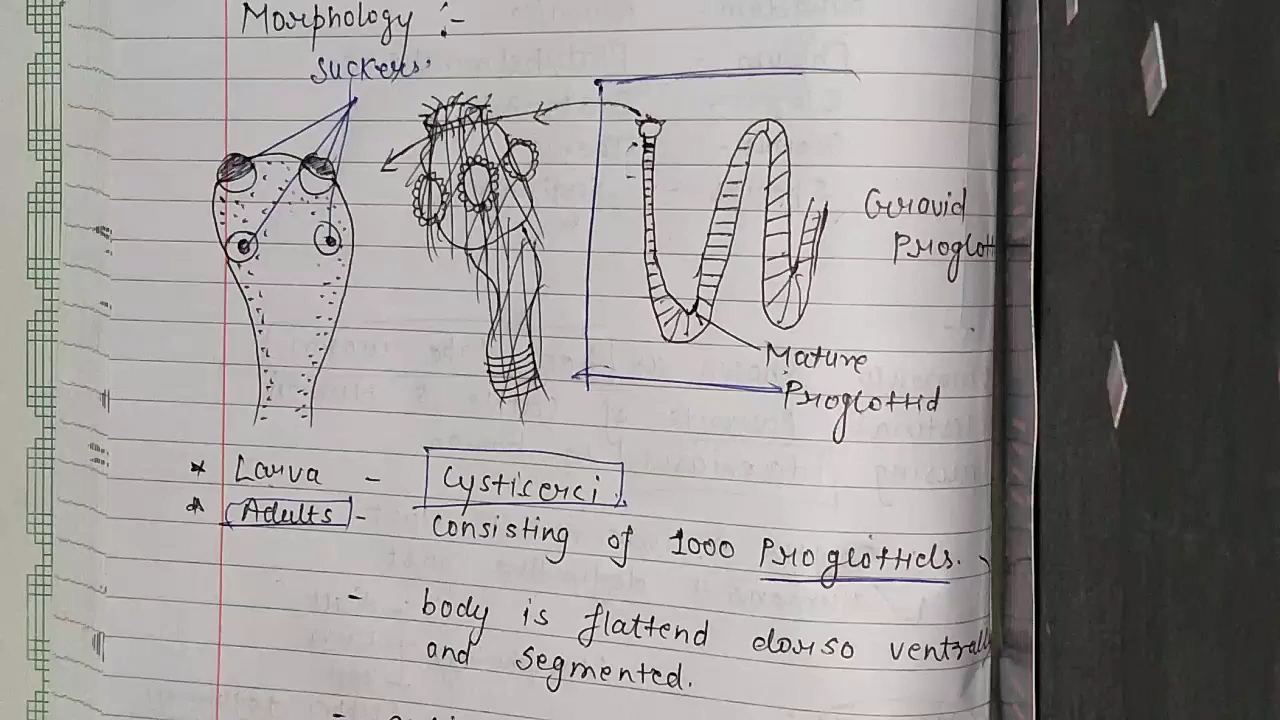 Morphology :-
Suckers.
Gravid
Proglott
Mature
Proglottid
* Larva - Cysticerci.
* Adults - Consisting of 1000 Proglottids.
- body is flattend dorso ventrally
and segmented.